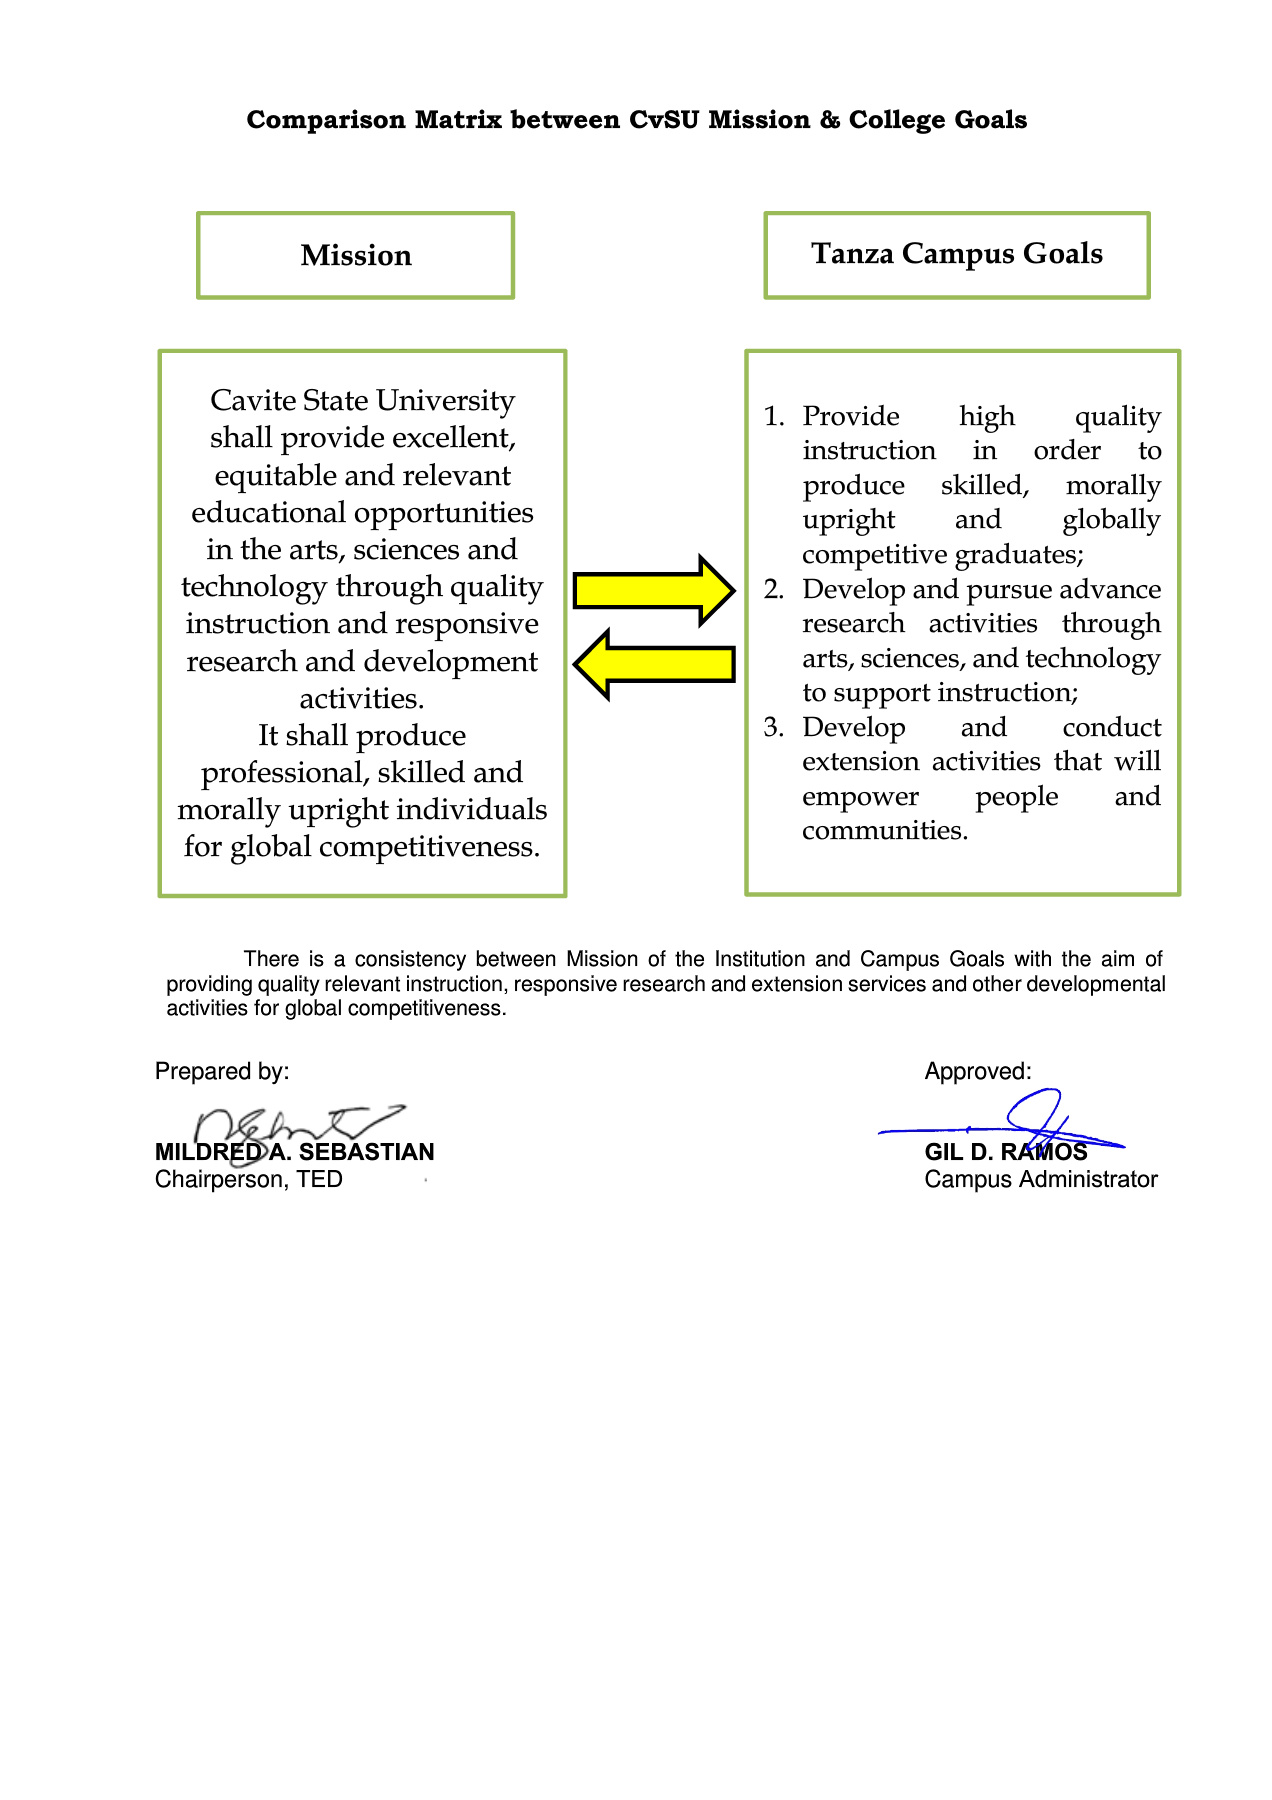 Comparison Matrix between CvSU Mission & College Goals
Mission
Cavite State University
shall provide excellent,
equitable and relevant
educational opportunities
in the arts, sciences and
technology through quality
instruction and responsive
research and development
activities.
It shall produce
professional, skilled and
morally upright individuals
for global competitiveness.
Tanza Campus Goals
1. Provide high quality
instruction in order to
produce skilled, morally
upright and globally
competitive graduates;
2. Develop and pursue advance
research activities through
arts, sciences, and technology
to support instruction;
3. Develop and conduct
extension activities that will
empower people and
communities.
There is a consistency between Mission of the Institution and Campus Goals with the aim of
providing quality relevant instruction, responsive research and extension services and other developmental
activities for global competitiveness.
Prepared by:
MILDRED A. SEBASTIAN
Chairperson, TED
Approved:
GIL D. RAMOS
Campus Administrator